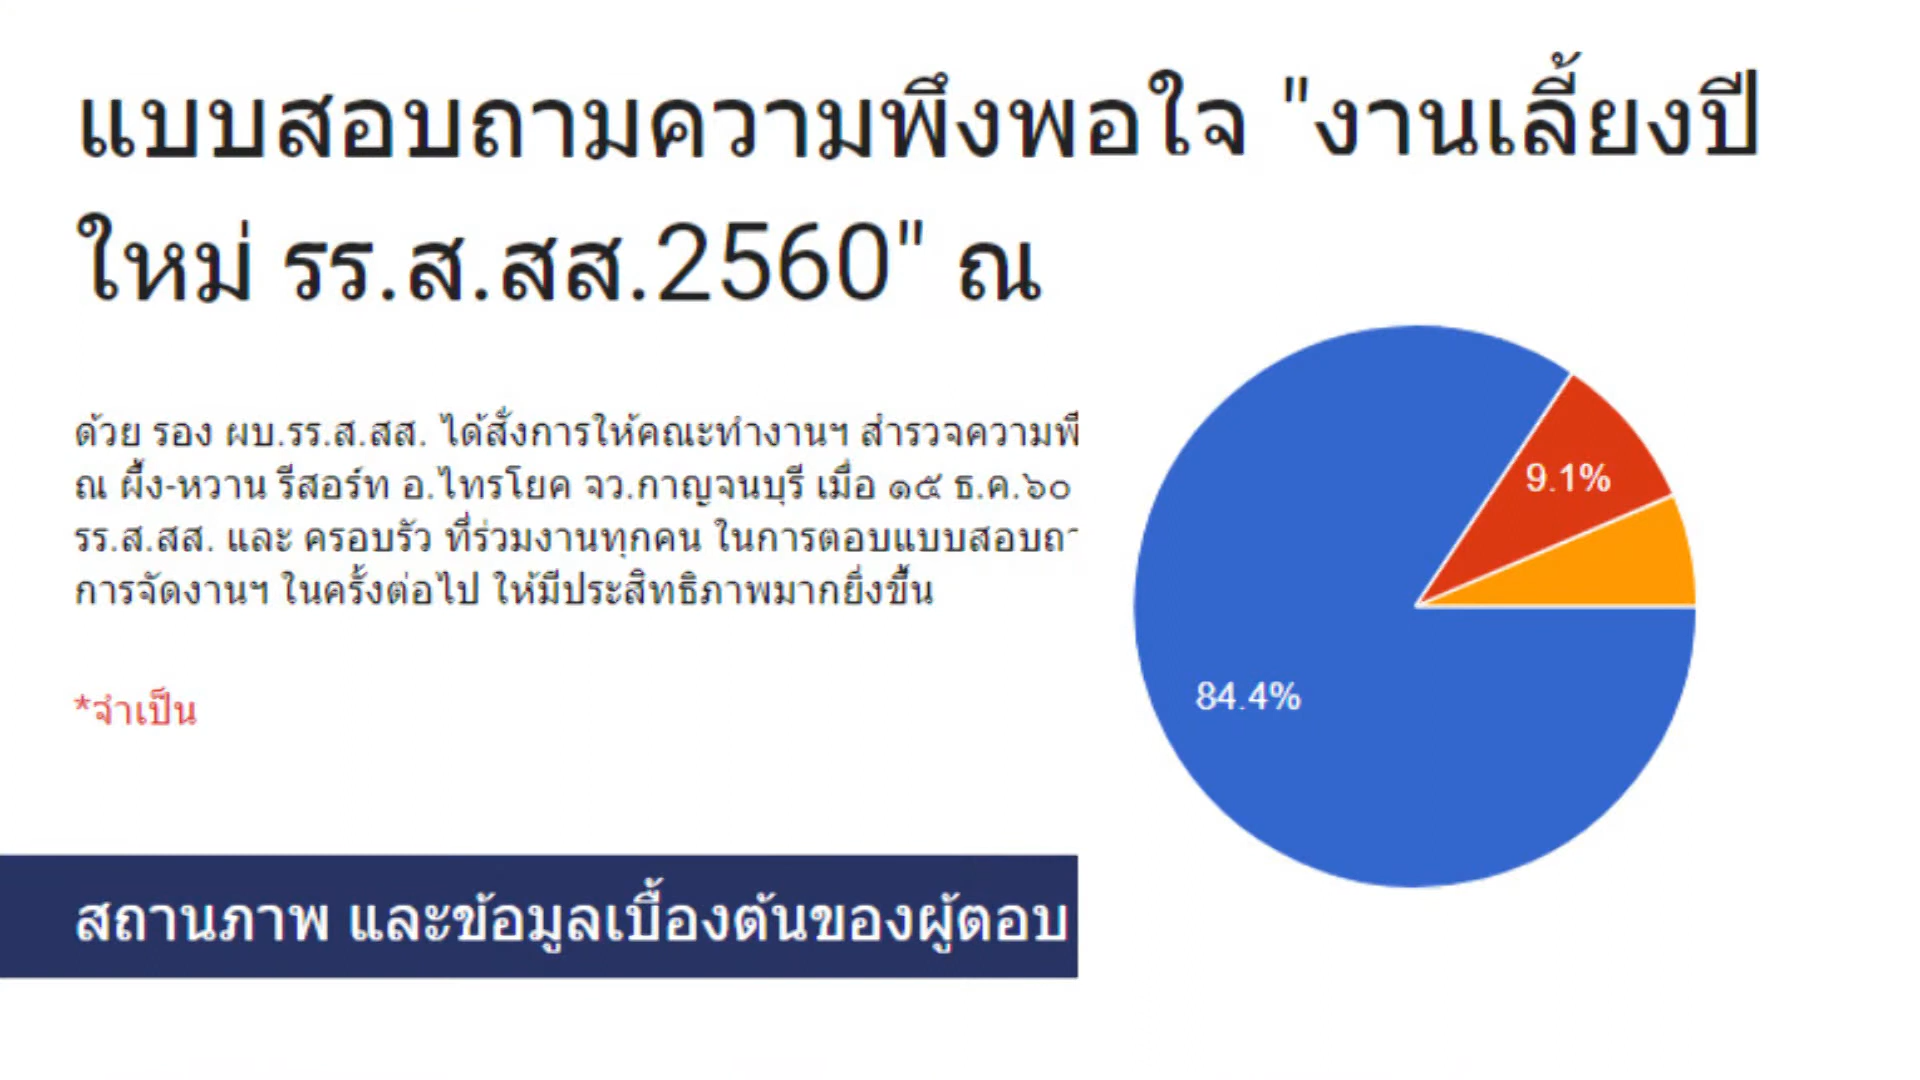 แบบสอบถามความพึงพอใจ "งานเลี้ยงปี
ใหม่ รร.ส.สส.2560" ณ
ด้วย รอง ผบ.รร.ส.สส. ได้สั่งการให้คณะทำงานฯ สำรวจความพึ
ณ ผึ้ง-หวาน รีสอร์ท อ.ไทรโยค จว.กาญจนบุรี เมื่อ ๑๕ ธ.ค.๖๐
รร.ส.สส. และ ครอบรัว ที่ร่วมงานทุกคน ในการตอบแบบสอบถา
การจัดงานฯ ในครั้งต่อไป ให้มีประสิทธิภาพมากยิ่งขึ้น
*จำเป็น
สถานภาพ และข้อมูลเบื้องต้นของผู้ตอบ
9.1%
84.4%